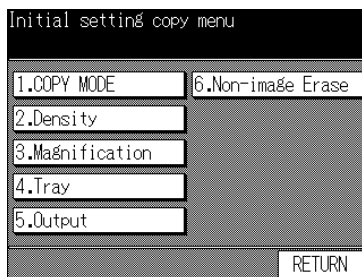 Initial setting copy menu
1.COPY MODE
6.Non-image Erase
2.Density
3.Magnification
4.Tray
5.Output
RETURN